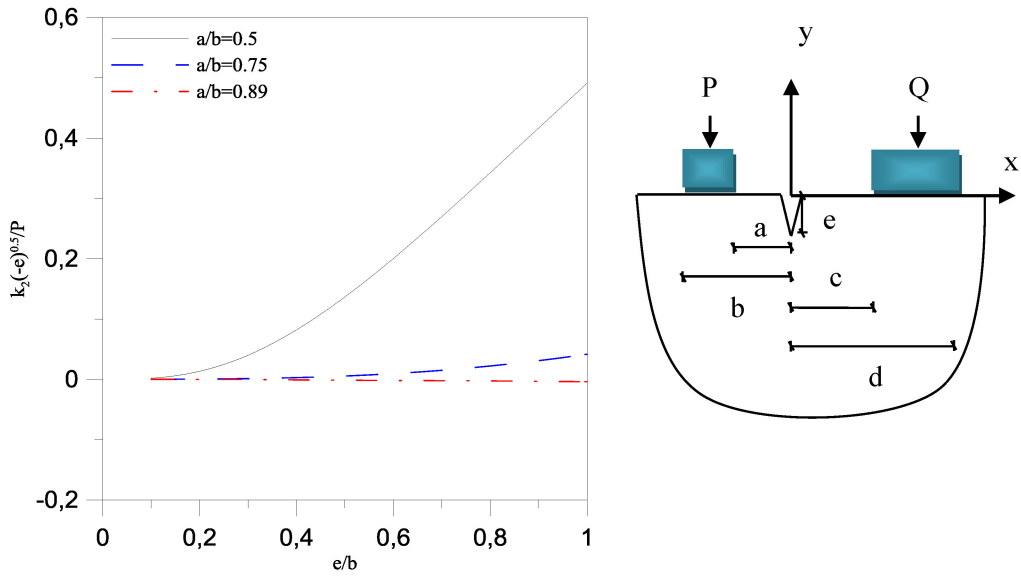 0,6
a/b=0.5
a/b=0.75
a/b=0.89
0,4
0,2
0
-0,2
k2(-e)0.5/P
0
0,2
0,4
0,6
0,8
1
e/b
y
P
Q
x
e
a
c
b
d